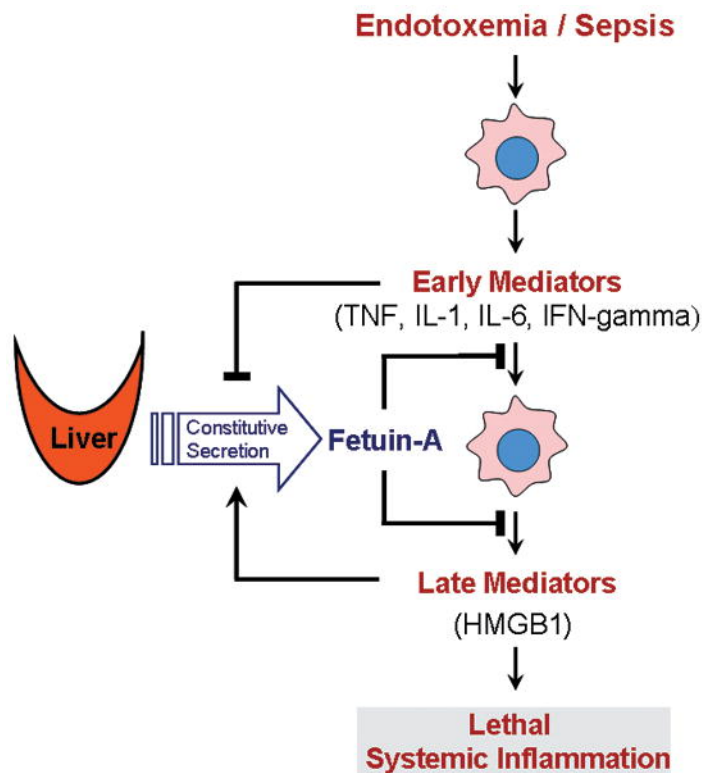 Endotoxemia / Sepsis
Early Mediators
(TNF, IL-1, IL-6, IFN-gamma)
Liver
Constitutive
Secretion
Fetuin-A
Late Mediators
(HMGB1)
Lethal
Systemic Inflammation